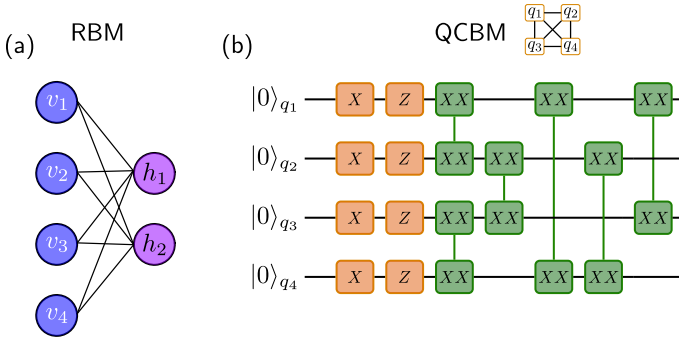 RBM
(a)
v1
v2
v3
v4
h1
h2
QCBM
q1 q2
q3 q4
(b)
|0⟩q1 X Z XX XX XX
|0⟩q2 X Z XX XX XX
|0⟩q3 X Z XX XX XX
|0⟩q4 X Z XX XX XX